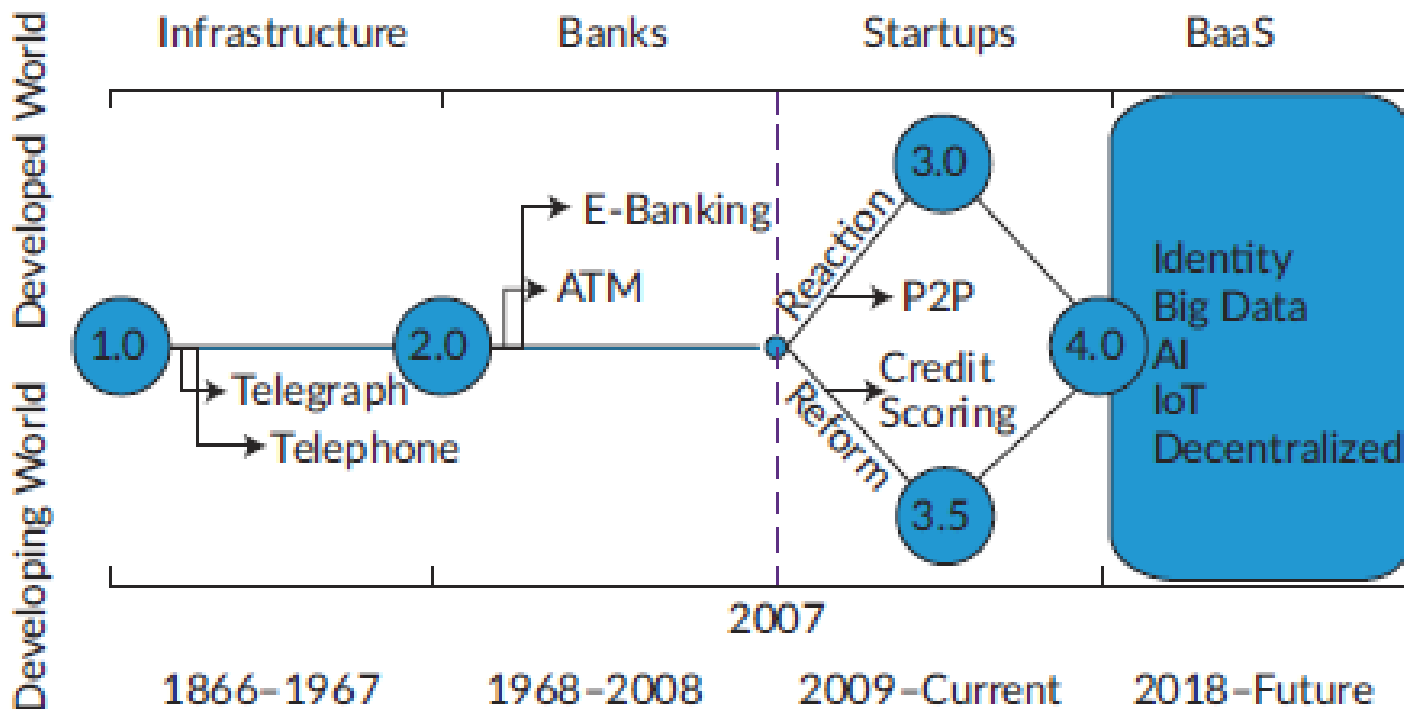 Infrastructure
Banks
Startups
BaaS
Developed World
Developing World
1.0
Telegraph
Telephone
2.0
E-Banking
ATM
Reaction
Reform
3.0
P2P
Credit
Scoring
3.5
4.0
Identity
Big Data
AI
IoT
Decentralized
2007
1866–1967
1968–2008
2009–Current
2018–Future